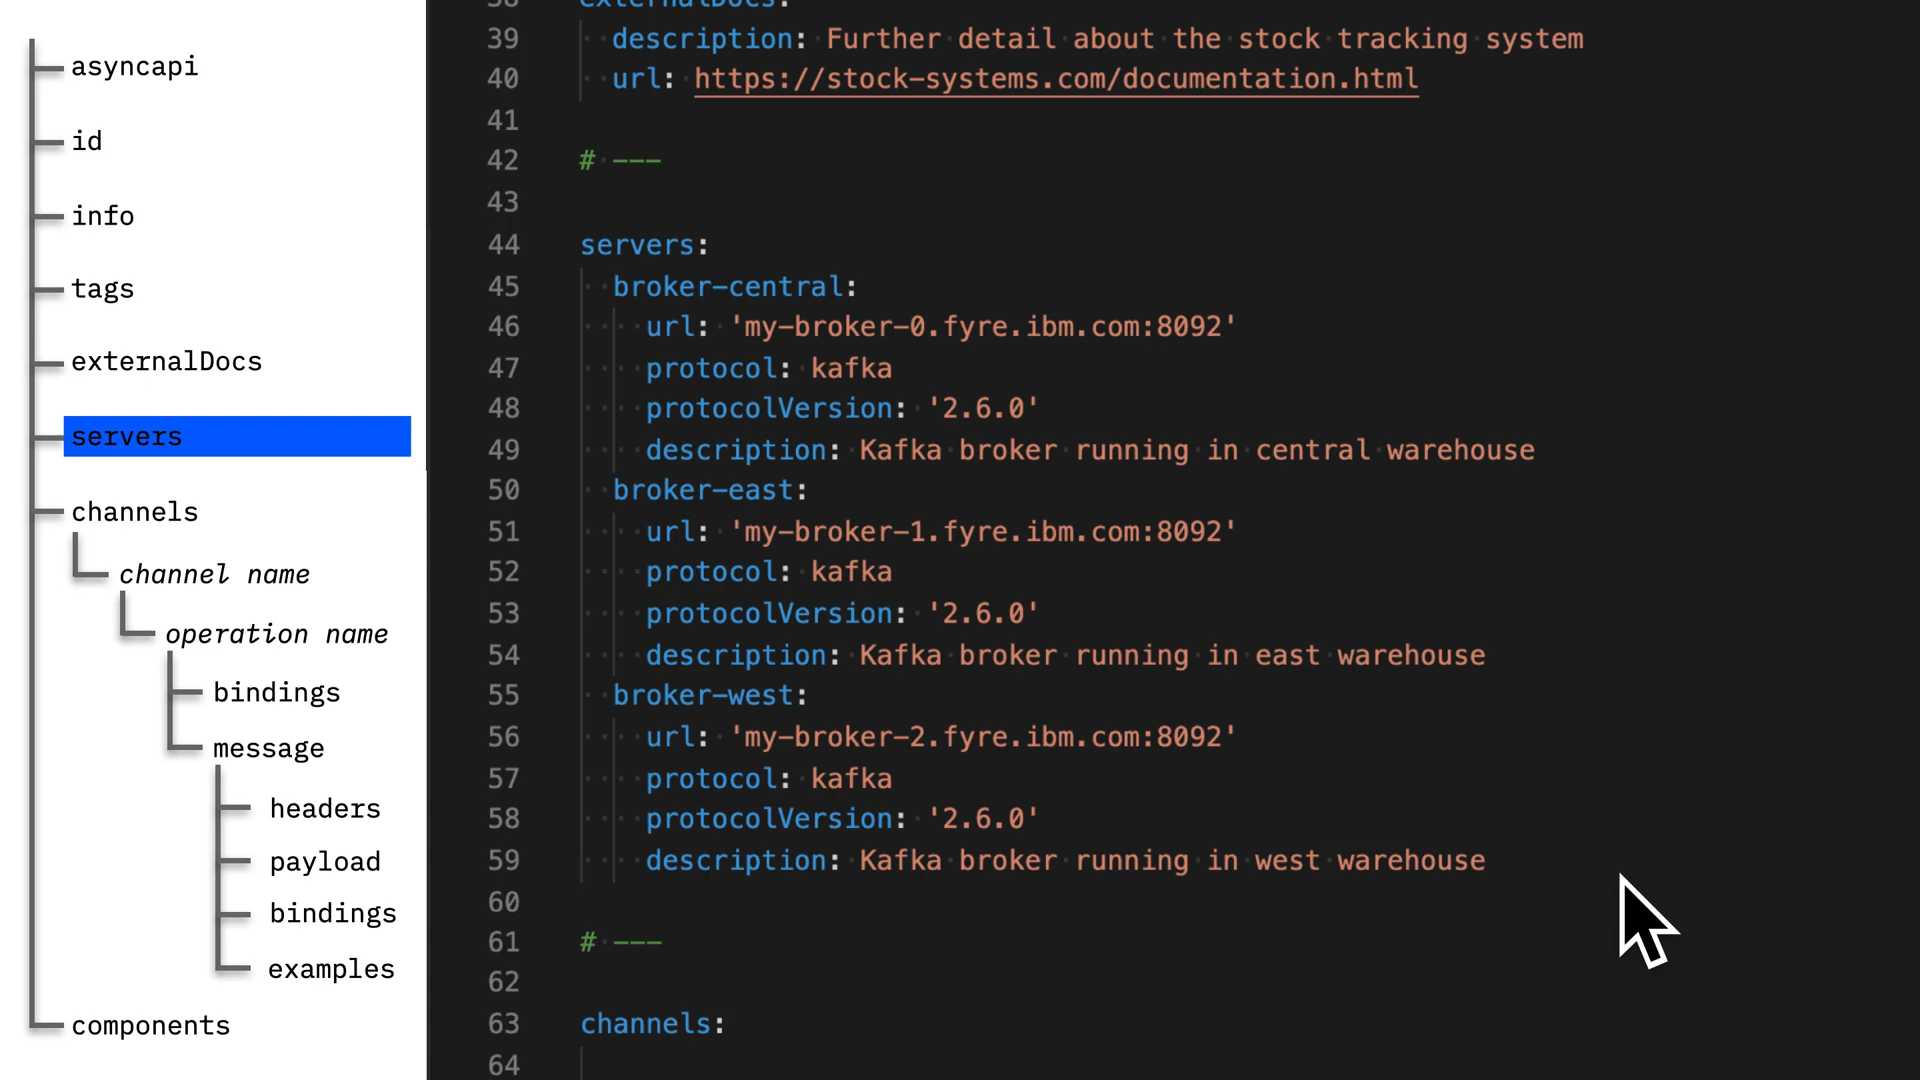 asyncapi
id
info
tags
externalDocs
servers
channels
channel name
operation name
bindings
message
headers
payload
bindings
examples
components
38 externalDocs:
39 description: Further detail about the stock tracking system
40 url: https://stock-systems.com/documentation.html
41
42 # ---
43
44 servers:
45 broker-central:
46 url: 'my-broker-0.fyre.ibm.com:8092'
47 protocol: kafka
48 protocolVersion: '2.6.0'
49 description: Kafka broker running in central warehouse
50 broker-east:
51 url: 'my-broker-1.fyre.ibm.com:8092'
52 protocol: kafka
53 protocolVersion: '2.6.0'
54 description: Kafka broker running in east warehouse
55 broker-west:
56 url: 'my-broker-2.fyre.ibm.com:8092'
57 protocol: kafka
58 protocolVersion: '2.6.0'
59 description: Kafka broker running in west warehouse
60
61 # ---
62
63 channels:
64